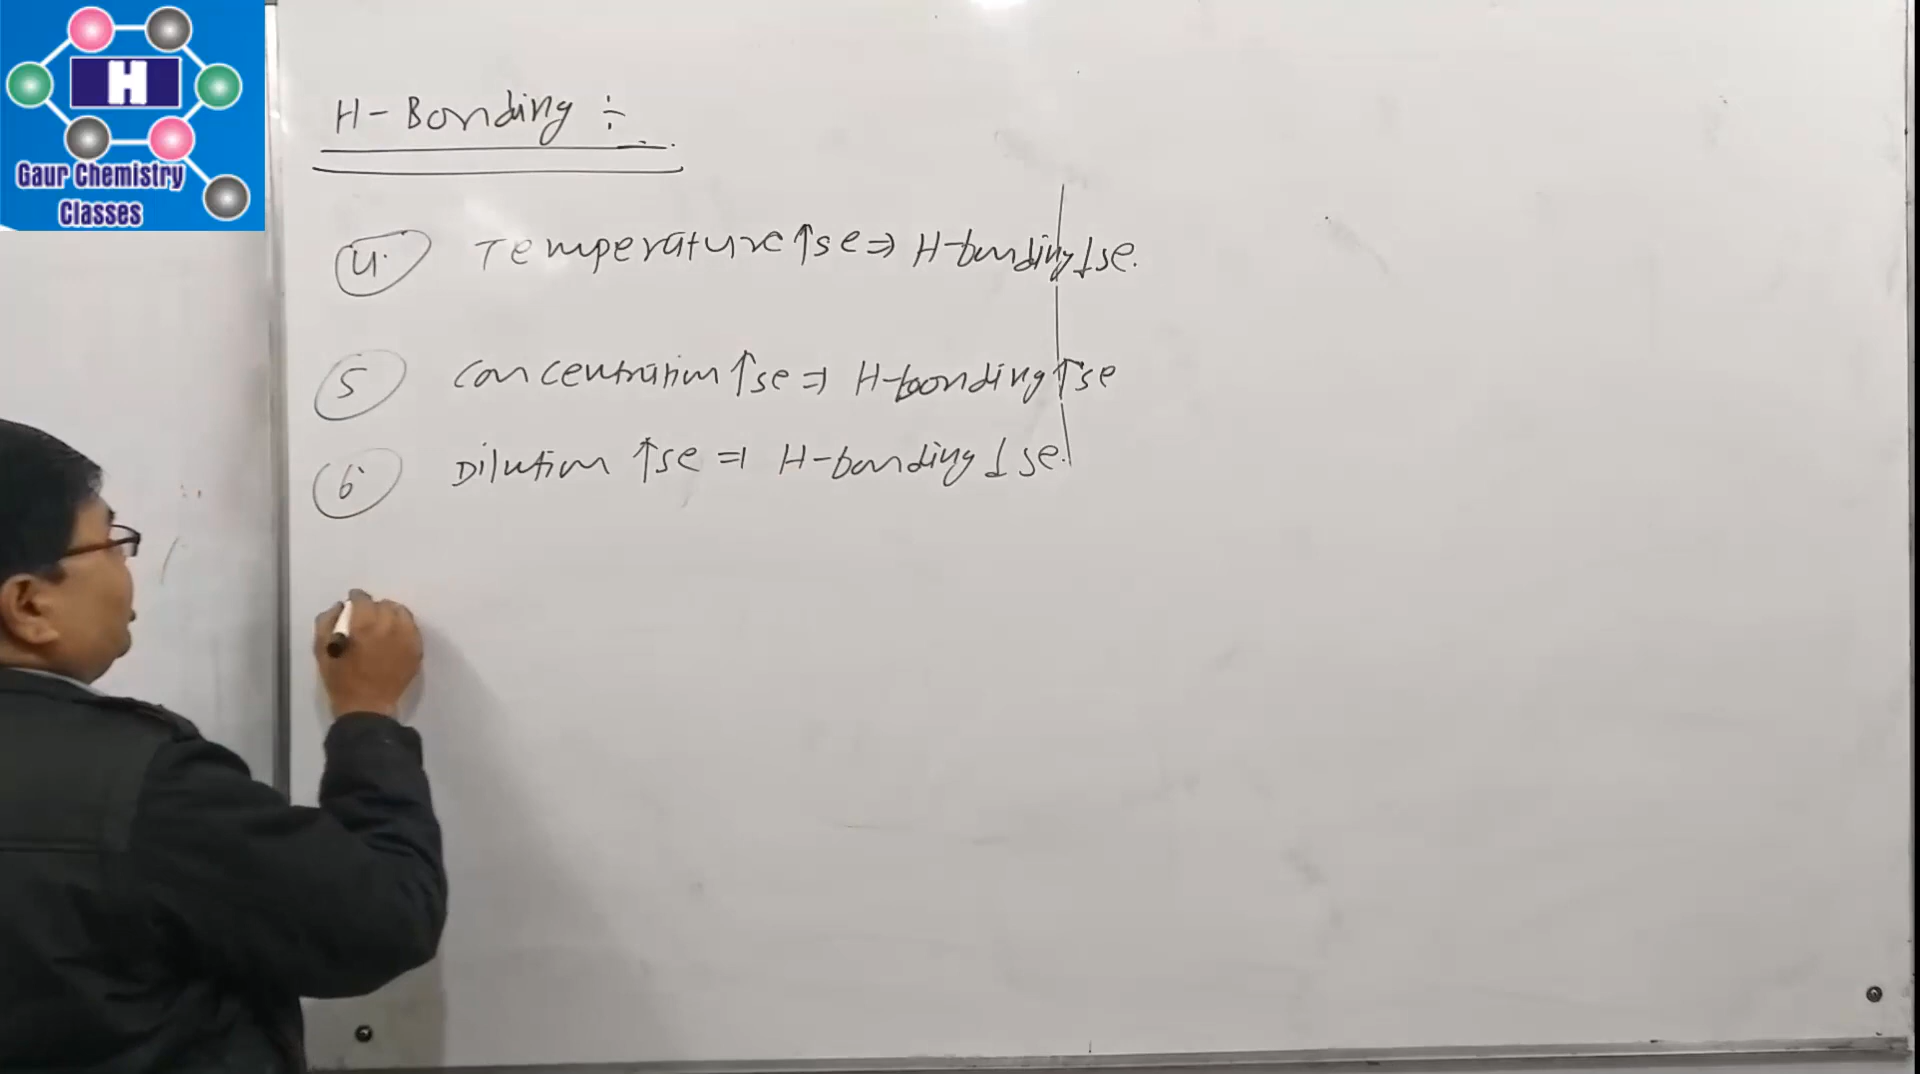 H
Gaur Chemistry
Classes
H-Bonding ÷
4. Temperature ↑se ⇒ H-bonding ↓se.
5 Concentration ↑se ⇒ H-bonding ↑se
6. Dilution ↑se ⇒ H-bonding ↓se.